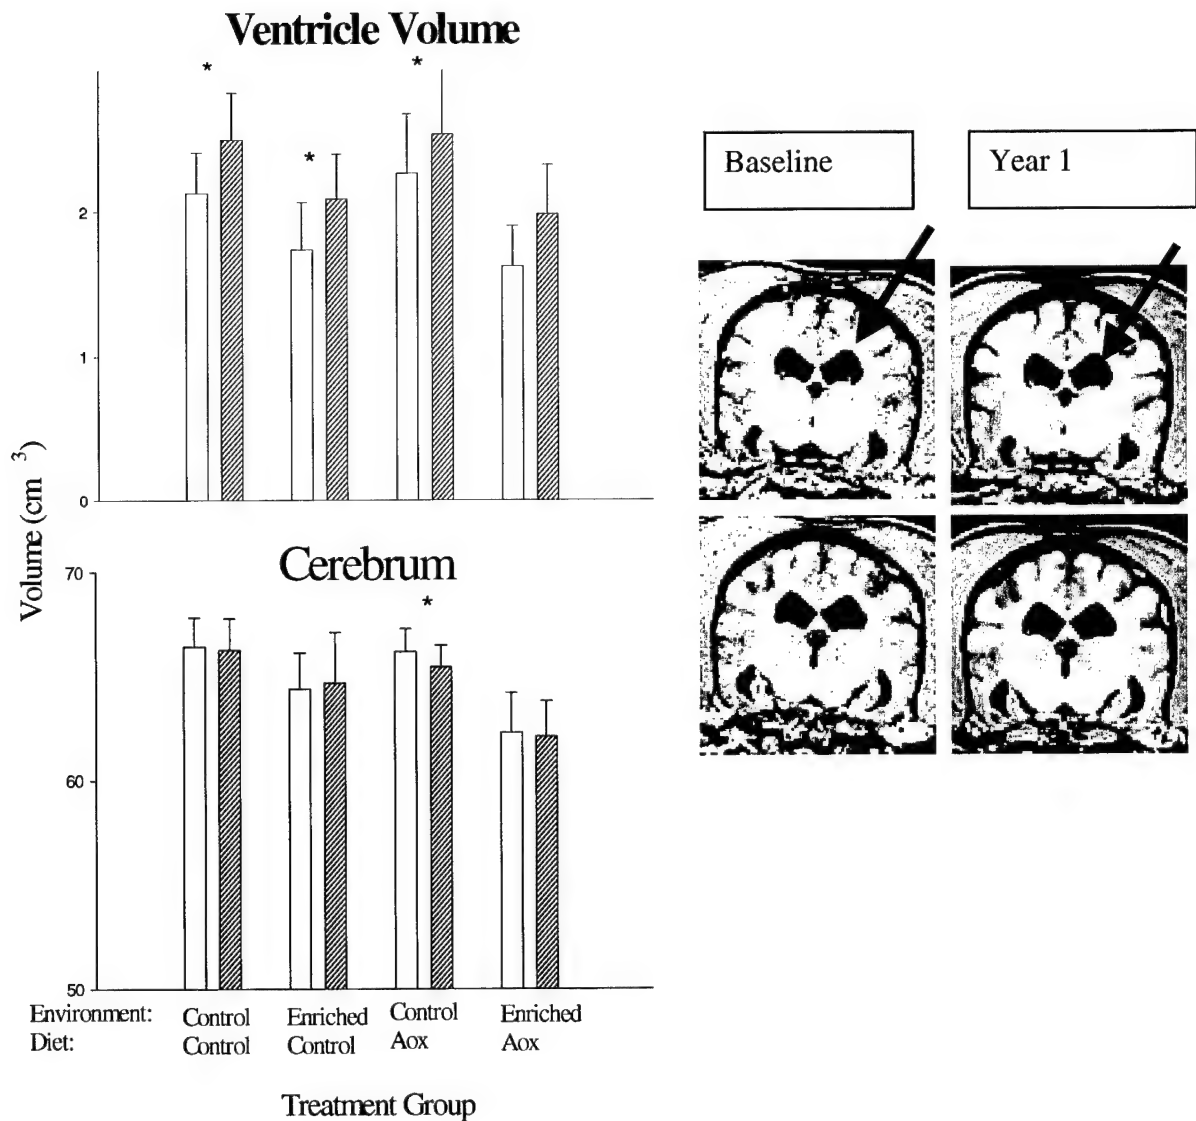 Ventricle Volume
*
*
*
2
1
0
Volume (cm 3)
Cerebrum
70
*
60
50
Environment: Control Enriched Control Enriched
Diet: Control Control Aox Aox
Treatment Group
Baseline
Year 1